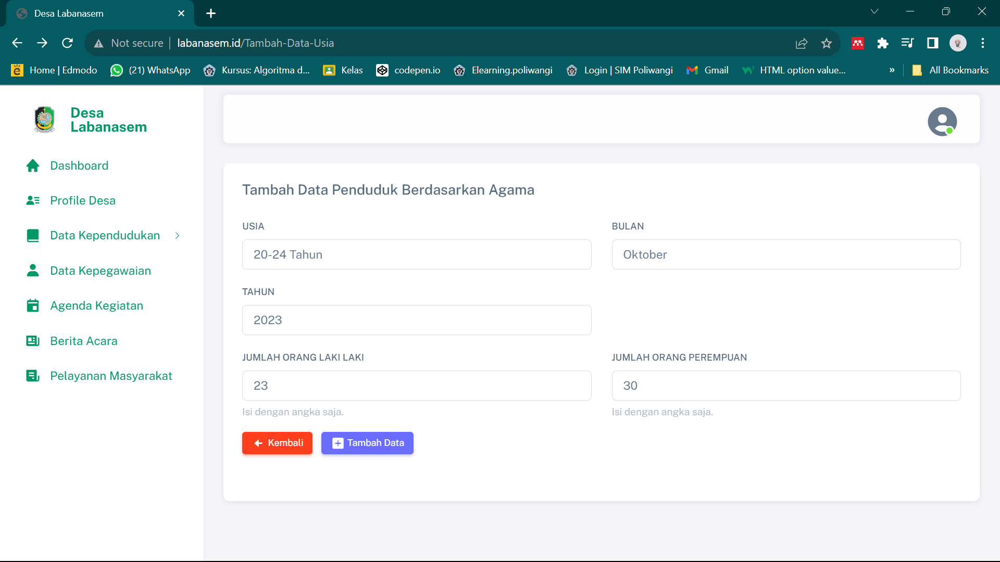 Desa Labanasem
Not secure
labanasem.id/Tambah-Data-Usia
Home | Edmodo
(21) WhatsApp
Kursus: Algoritma d...
Kelas
codepen.io
Elearning.poliwangi
Login | SIM Poliwangi
Gmail
HTML option value...
»
All Bookmarks
Desa
Labanasem
Dashboard
Profile Desa
Data Kependudukan
Data Kepegawaian
Agenda Kegiatan
Berita Acara
Pelayanan Masyarakat
Tambah Data Penduduk Berdasarkan Agama
USIA
20-24 Tahun
BULAN
Oktober
TAHUN
2023
JUMLAH ORANG LAKI LAKI
23
Isi dengan angka saja.
JUMLAH ORANG PEREMPUAN
30
Isi dengan angka saja.
Kembali
Tambah Data